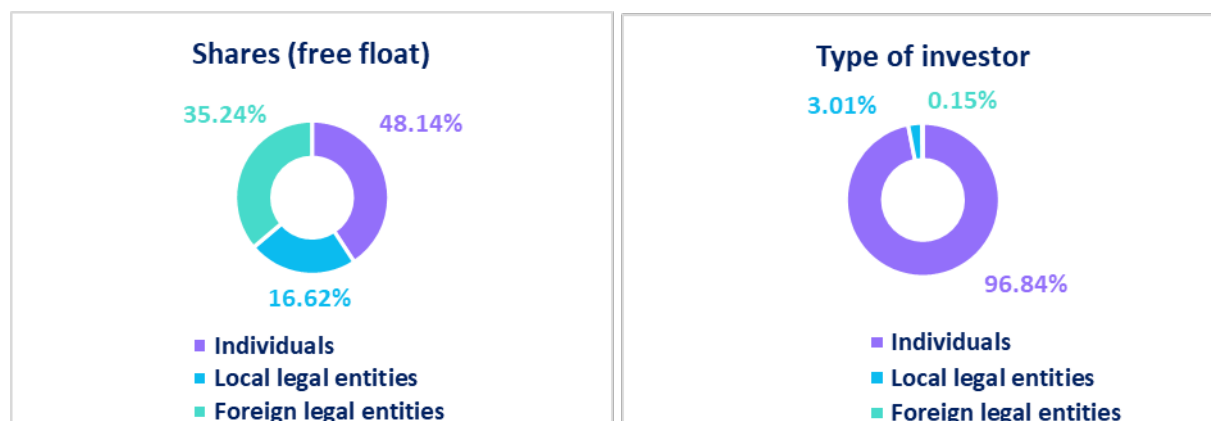 Shares (free float)
35.24%
48.14%
16.62%
Individuals
Local legal entities
Foreign legal entities
Type of investor
3.01%
0.15%
96.84%
Individuals
Local legal entities
Foreign legal entities